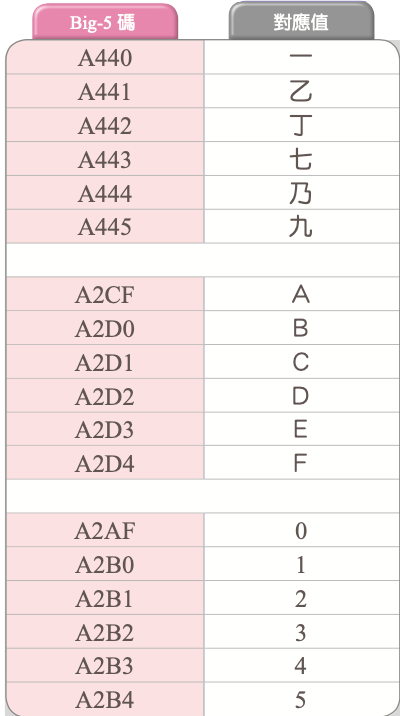 Big-5 碼 對應值
A440 一
A441 乙
A442 丁
A443 七
A444 乃
A445 九
A2CF A
A2D0 B
A2D1 C
A2D2 D
A2D3 E
A2D4 F
A2AF 0
A2B0 1
A2B1 2
A2B2 3
A2B3 4
A2B4 5